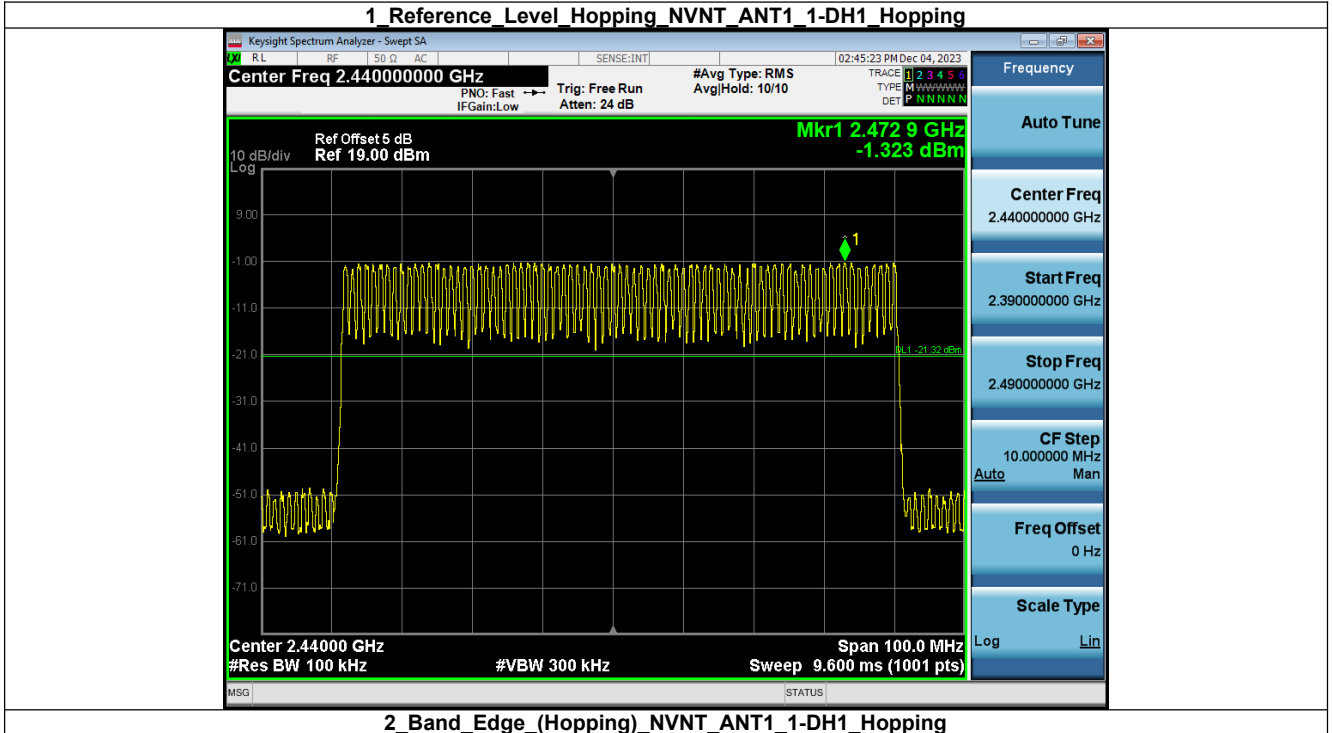 1_Reference_Level_Hopping_NVNT_ANT1_1-DH1_Hopping
Keysight Spectrum Analyzer - Swept SA
LXI RL RF 50 Ω AC SENSE:INT 02:45:23 PM Dec 04, 2023
Center Freq 2.440000000 GHz
PNO: Fast
IFGain:Low
Trig: Free Run
Atten: 24 dB
#Avg Type: RMS
Avg|Hold: 10/10
TRACE 1 2 3 4 5 6
TYPE M WWWWW
DET P N N N N N
Mkr1 2.472 9 GHz
-1.323 dBm
Ref Offset 5 dB
10 dB/div Ref 19.00 dBm
Log
9.00
-1.00
-11.0
-21.0
-31.0
-41.0
-51.0
-61.0
-71.0
1
DL1 -21.32 dBm
Center 2.44000 GHz Span 100.0 MHz
#Res BW 100 kHz #VBW 300 kHz Sweep 9.600 ms (1001 pts)
MSG STATUS
Frequency
Auto Tune
Center Freq
2.440000000 GHz
Start Freq
2.390000000 GHz
Stop Freq
2.490000000 GHz
CF Step
10.000000 MHz
Auto Man
Freq Offset
0 Hz
Scale Type
Log Lin
2_Band_Edge_(Hopping)_NVNT_ANT1_1-DH1_Hopping